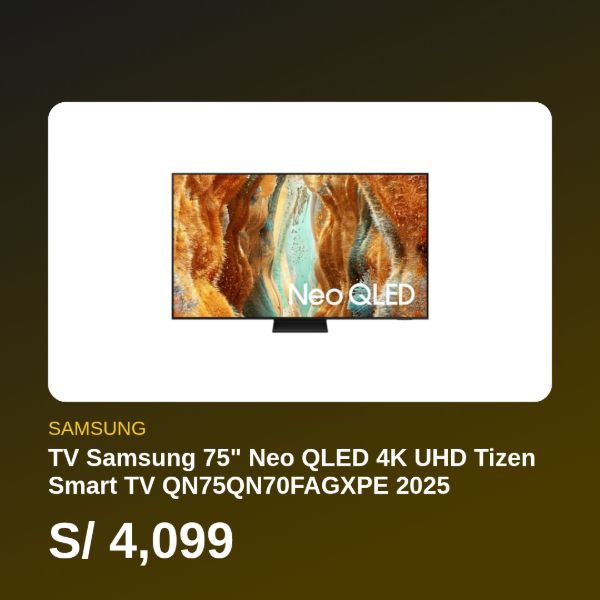 Neo QLED
SAMSUNG
TV Samsung 75" Neo QLED 4K UHD Tizen
Smart TV QN75QN70FAGXPE 2025
S/ 4,099